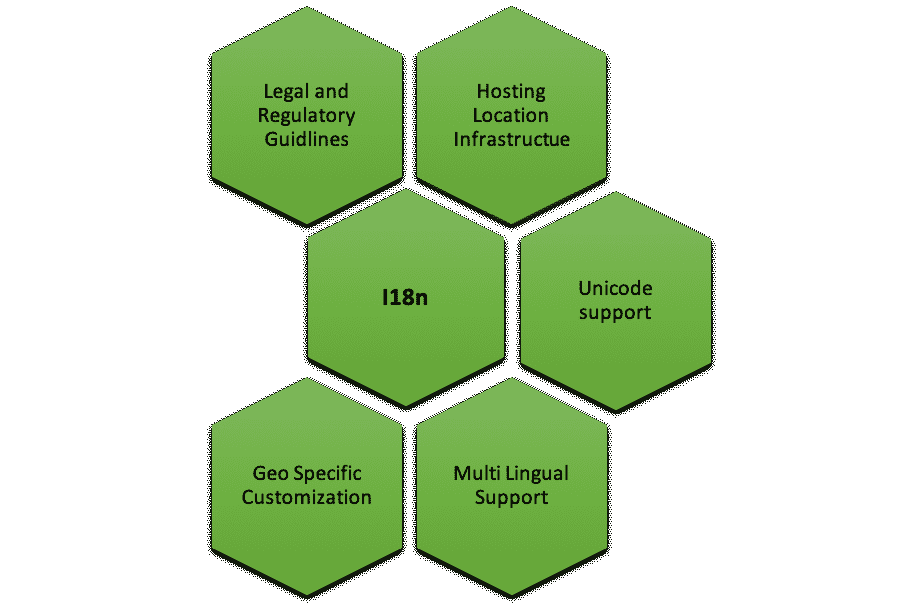 Legal and
Regulatory
Guidlines
Hosting
Location
Infrastructue
I18n
Unicode
support
Geo Specific
Customization
Multi Lingual
Support